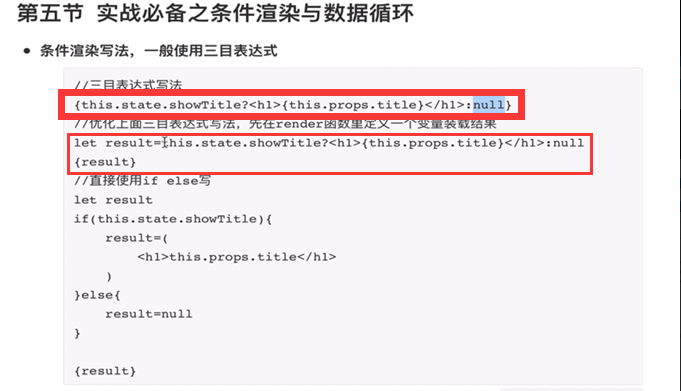 第五节 实战必备之条件渲染与数据循环
● 条件渲染写法，一般使用三目表达式
//三目表达式写法
{this.state.showTitle?<h1>{this.props.title}</h1>:null}
//优化上面三目表达式写法，先在render函数里定义一个变量装载结果
let result=this.state.showTitle?<h1>{this.props.title}</h1>:null
{result}
//直接使用if else写
let result
if(this.state.showTitle){
result=(
<h1>this.props.title</h1>
)
}else{
result=null
}
{result}